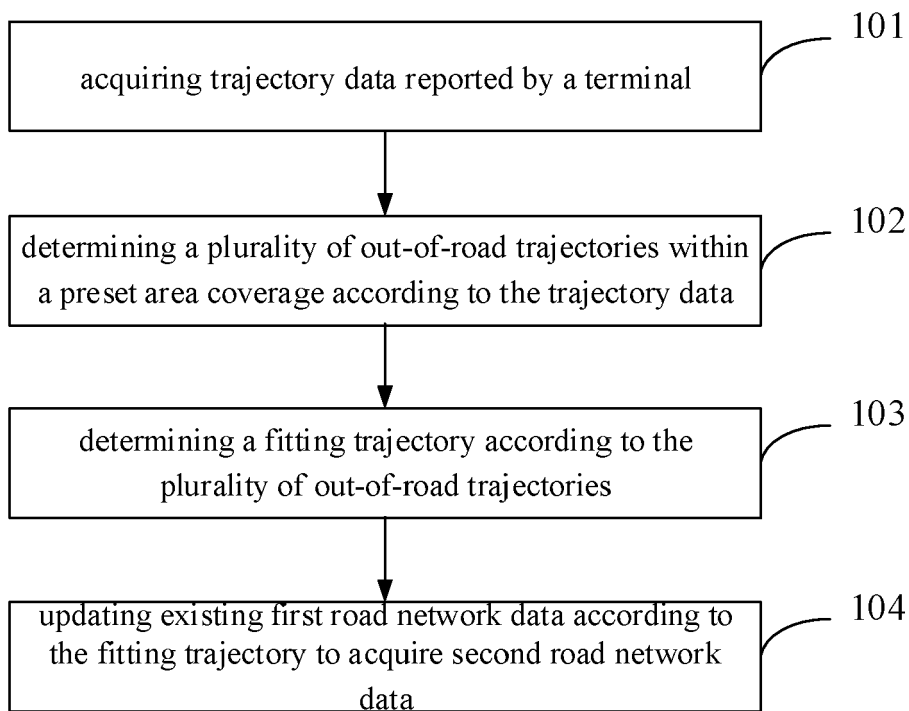 101
acquiring trajectory data reported by a terminal
102
determining a plurality of out-of-road trajectories within
a preset area coverage according to the trajectory data
103
determining a fitting trajectory according to the
plurality of out-of-road trajectories
104
updating existing first road network data according to
the fitting trajectory to acquire second road network
data